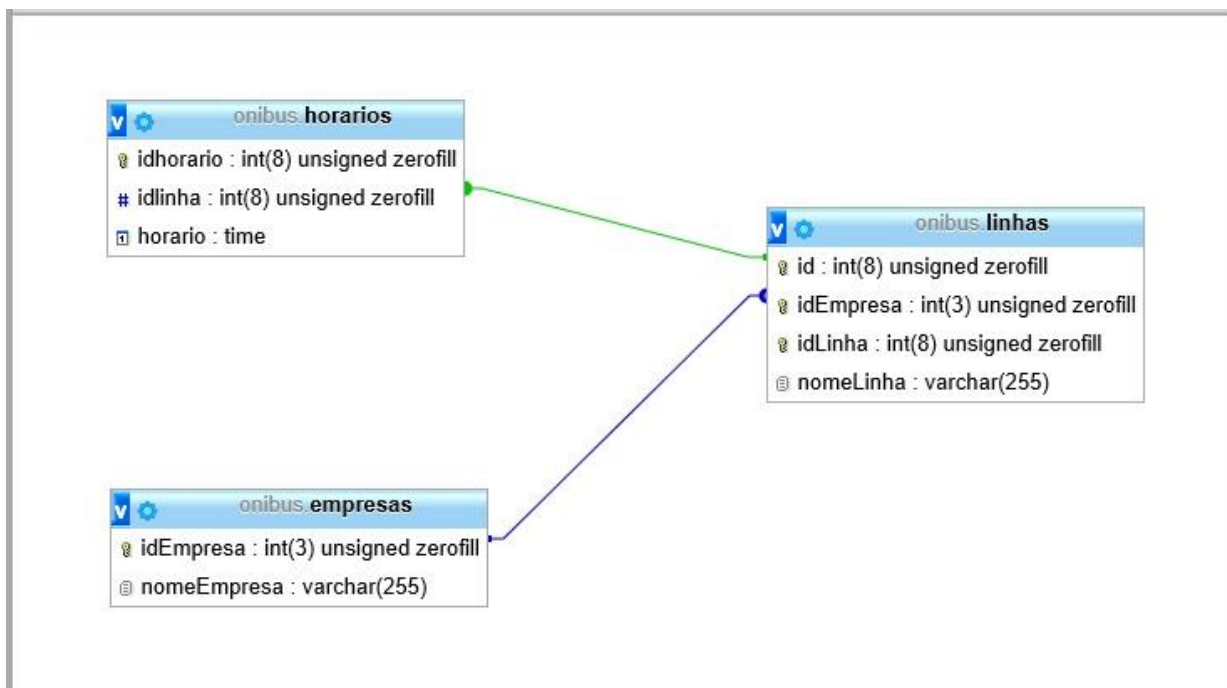 onibus.horarios
idhorario : int(8) unsigned zerofill
# idlinha : int(8) unsigned zerofill
horario : time
onibus.linhas
id : int(8) unsigned zerofill
idEmpresa : int(3) unsigned zerofill
idLinha : int(8) unsigned zerofill
nomeLinha : varchar(255)
onibus.empresas
idEmpresa : int(3) unsigned zerofill
nomeEmpresa : varchar(255)